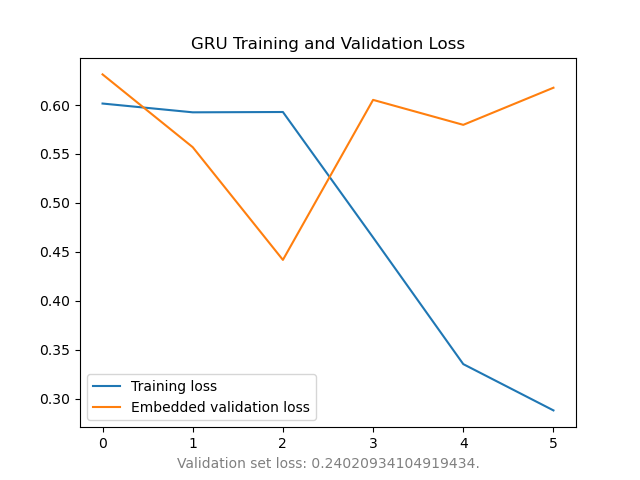 GRU Training and Validation Loss
0.60
0.55
0.50
0.45
0.40
0.35
0.30
Training loss
Embedded validation loss
0 1 2 3 4 5
Validation set loss: 0.24020934104919434.